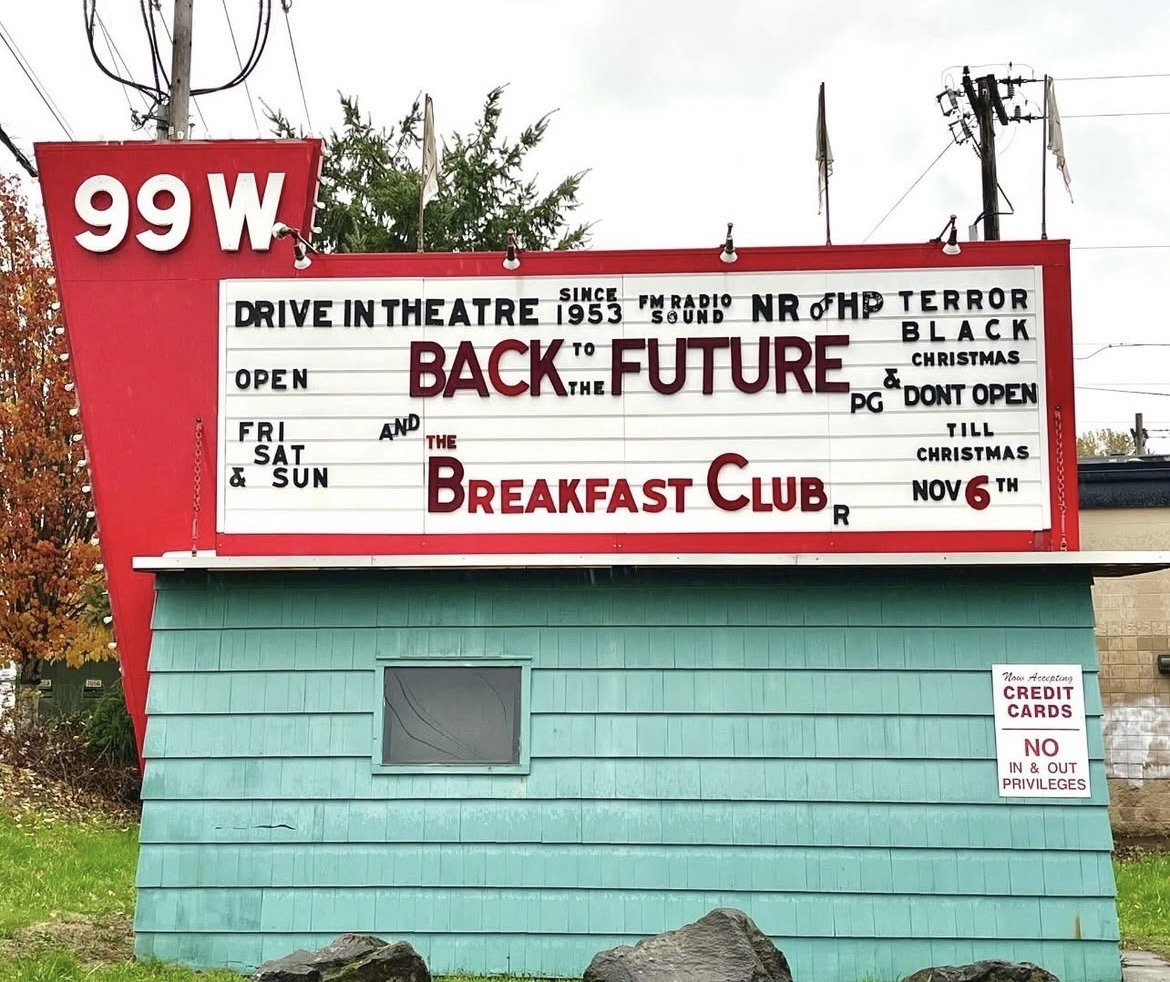 99 W
DRIVE IN THEATRE SINCE 1953 FM RADIO SOUND NR OF HP TERROR
BACK TO THE FUTURE PG
OPEN
FRI
SAT
& SUN
AND
THE
BREAKFAST CLUB R
BLACK
CHRISTMAS
& DONT OPEN
TILL
CHRISTMAS
NOV 6TH
Now Accepting
CREDIT
CARDS
NO
IN & OUT
PRIVILEGES